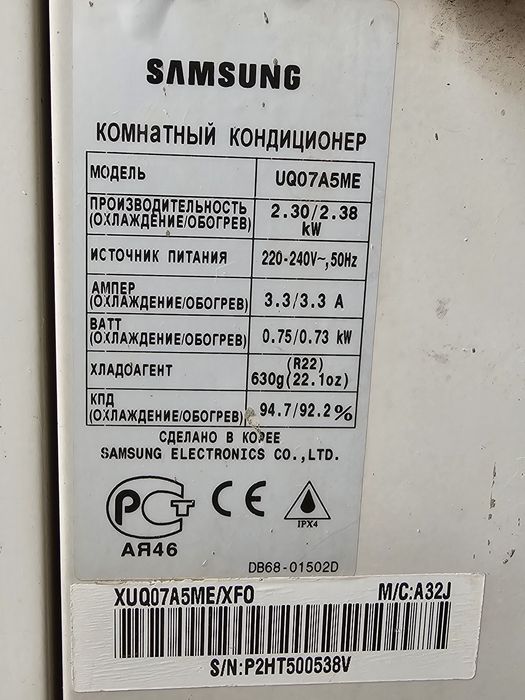 SAMSUNG
КОМНАТНЫЙ КОНДИЦИОНЕР
МОДЕЛЬ UQ07A5ME
ПРОИЗВОДИТЕЛЬНОСТЬ
(ОХЛАЖДЕНИЕ/ОБОГРЕВ) 2.30/2.38
kW
ИСТОЧНИК ПИТАНИЯ 220-240V~,50Hz
АМПЕР
(ОХЛАЖДЕНИЕ/ОБОГРЕВ) 3.3/3.3 A
ВАТТ
(ОХЛАЖДЕНИЕ/ОБОГРЕВ) 0.75/0.73 kW
ХЛАДОАГЕНТ (R22)
630g(22.1oz)
КПД
(ОХЛАЖДЕНИЕ/ОБОГРЕВ) 94.7/92.2%
СДЕЛАНО В КОРЕЕ
SAMSUNG ELECTRONICS CO.,LTD.
РСТ CE IPX4
АЯ46
DB68-01502D
XUQ07A5ME/XFO M/C:A32J
S/N:P2HT500538V